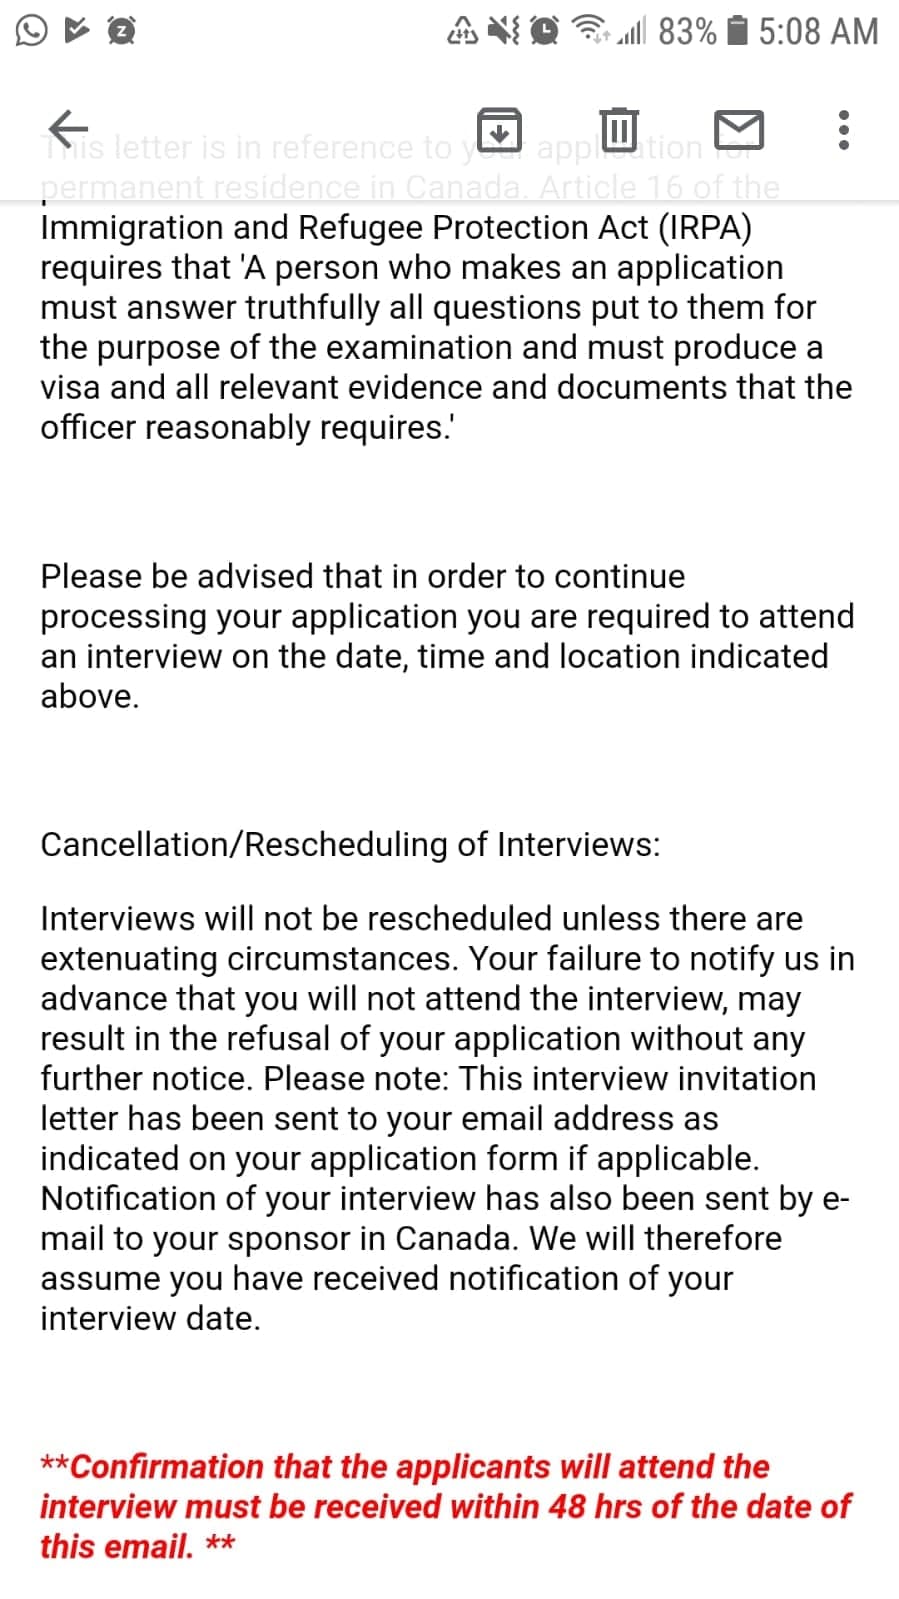 83% 5:08 AM
This letter is in reference to your application for
permanent residence in Canada. Article 16 of the
Immigration and Refugee Protection Act (IRPA)
requires that 'A person who makes an application
must answer truthfully all questions put to them for
the purpose of the examination and must produce a
visa and all relevant evidence and documents that the
officer reasonably requires.'
Please be advised that in order to continue
processing your application you are required to attend
an interview on the date, time and location indicated
above.
Cancellation/Rescheduling of Interviews:
Interviews will not be rescheduled unless there are
extenuating circumstances. Your failure to notify us in
advance that you will not attend the interview, may
result in the refusal of your application without any
further notice. Please note: This interview invitation
letter has been sent to your email address as
indicated on your application form if applicable.
Notification of your interview has also been sent by e-
mail to your sponsor in Canada. We will therefore
assume you have received notification of your
interview date.
**Confirmation that the applicants will attend the
interview must be received within 48 hrs of the date of
this email. **